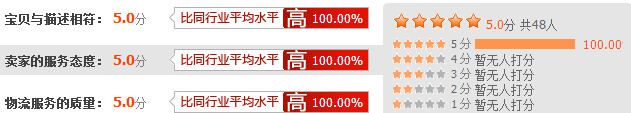 宝贝与描述相符： 5.0分 比同行业平均水平 高 100.00%
卖家的服务态度： 5.0分 比同行业平均水平 高 100.00%
物流服务的质量： 5.0分 比同行业平均水平 高 100.00%
5.0分 共48人
5 分 100.00
4 分 暂无人打分
3 分 暂无人打分
2 分 暂无人打分
1 分 暂无人打分